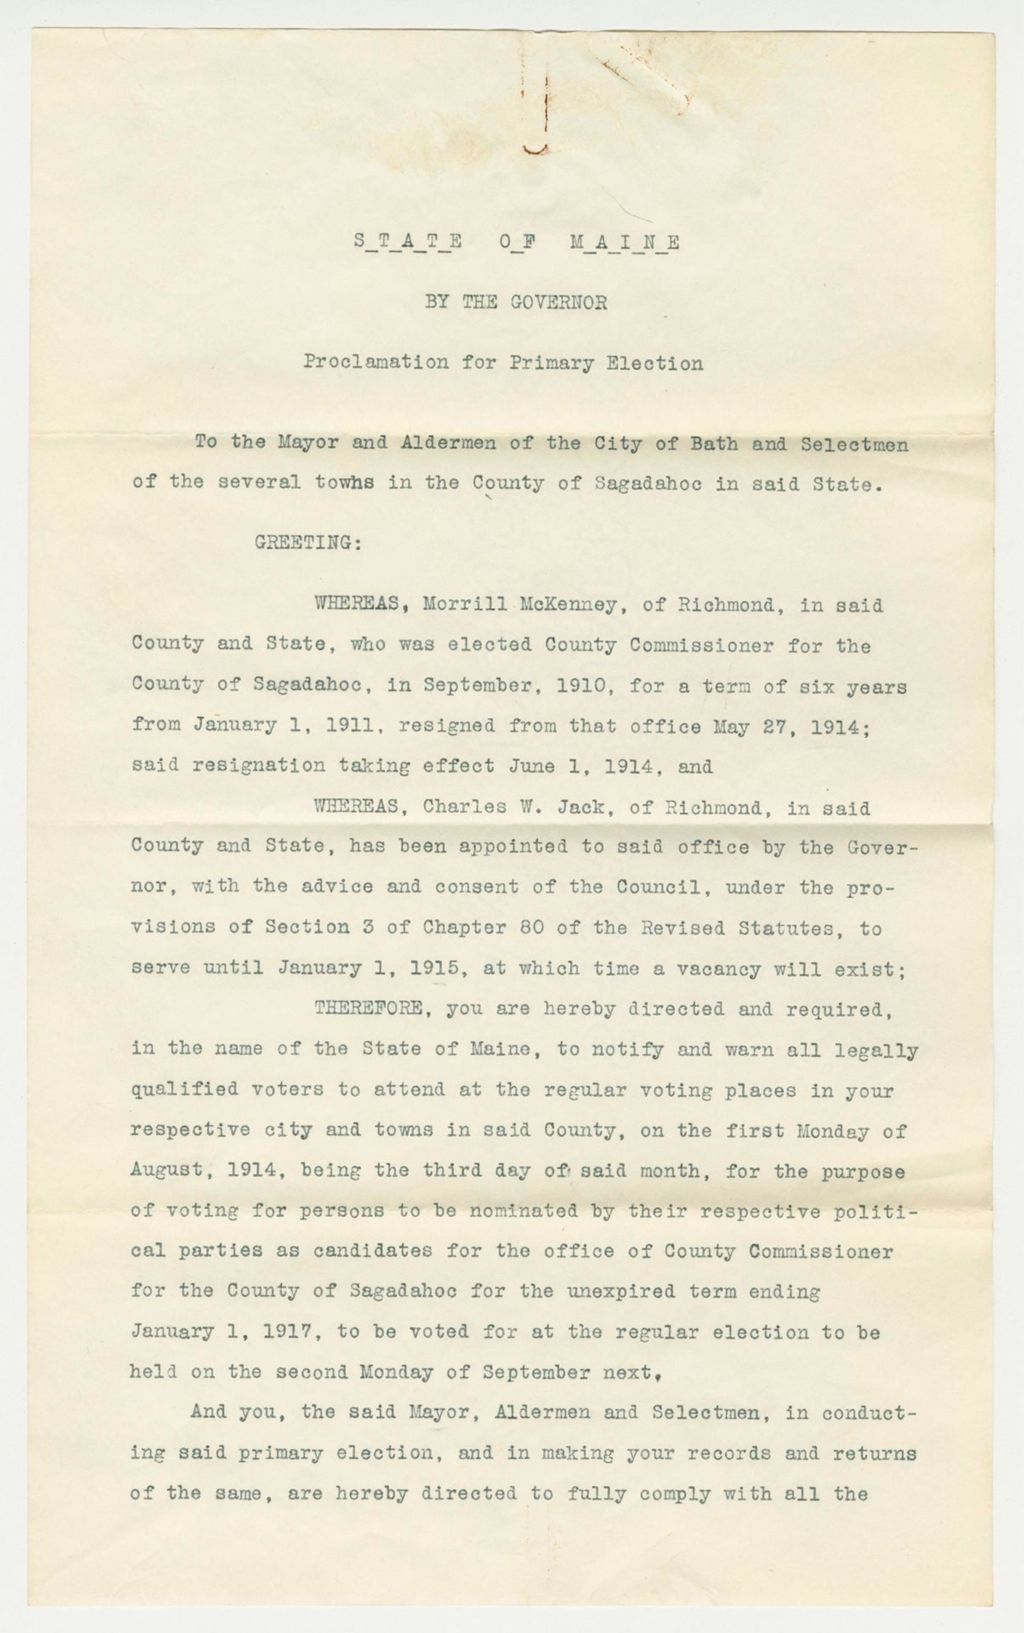 STATE OF MAINE
BY THE GOVERNOR
Proclamation for Primary Election
To the Mayor and Aldermen of the City of Bath and Selectmen
of the several towns in the County of Sagadahoc in said State.
GREETING:
WHEREAS, Morrill McKenney, of Richmond, in said
County and State, who was elected County Commissioner for the
County of Sagadahoc, in September, 1910, for a term of six years
from January 1, 1911, resigned from that office May 27, 1914;
said resignation taking effect June 1, 1914, and
WHEREAS, Charles W. Jack, of Richmond, in said
County and State, has been appointed to said office by the Gover-
nor, with the advice and consent of the Council, under the pro-
visions of Section 3 of Chapter 80 of the Revised Statutes, to
serve until January 1, 1915, at which time a vacancy will exist;
THEREFORE, you are hereby directed and required,
in the name of the State of Maine, to notify and warn all legally
qualified voters to attend at the regular voting places in your
respective city and towns in said County, on the first Monday of
August, 1914, being the third day of said month, for the purpose
of voting for persons to be nominated by their respective politi-
cal parties as candidates for the office of County Commissioner
for the County of Sagadahoc for the unexpired term ending
January 1, 1917, to be voted for at the regular election to be
held on the second Monday of September next,
And you, the said Mayor, Aldermen and Selectmen, in conduct-
ing said primary election, and in making your records and returns
of the same, are hereby directed to fully comply with all the